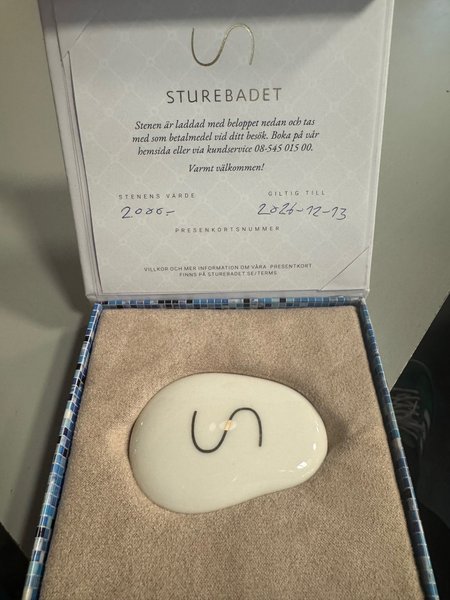 STUREBADET
Stenen är laddad med beloppet nedan och tas
med som betalmedel vid ditt besök. Boka på vår
hemsida eller via kundservice 08-545 015 00.
Varmt välkommen!
STENENS VÄRDE GILTIG TILL
2000,- 2026-12-13
PRESENKORTSNUMMER
VILLKOR OCH MER INFORMATION OM VÅRA PRESENTKORT
FINNS PÅ STUREBADET.SE/TERMS